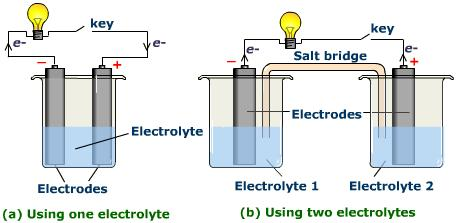 key
e-
e-
−
+
Electrolyte
Electrodes
(a) Using one electrolyte
key
e-
e-
Salt bridge
−
+
Electrodes
Electrolyte 1
Electrolyte 2
(b) Using two electrolytes